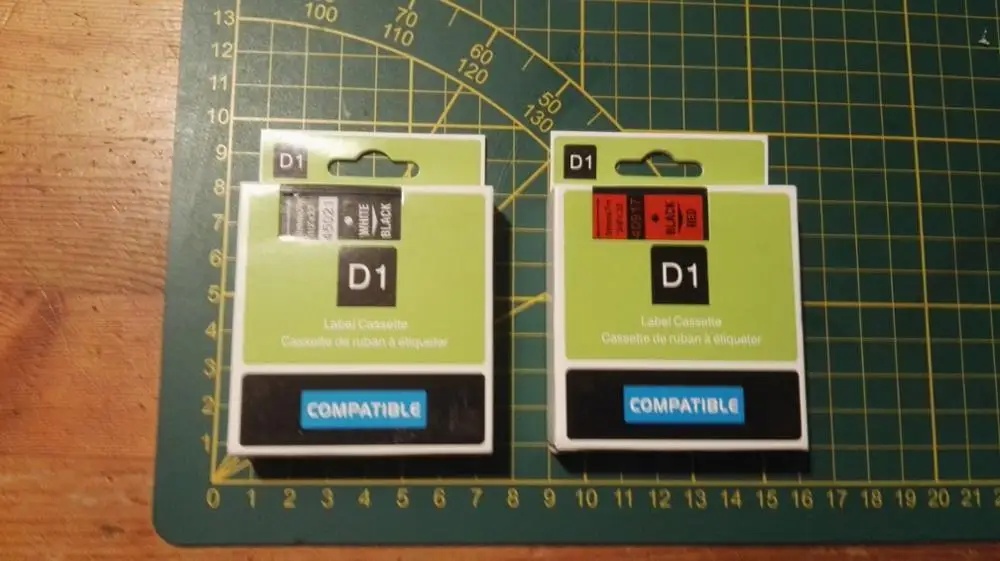 13
12
11
10
9
8
7
6
5
4
3
2
1
0 1 2 3 4 5 6 7 8 9 10 11 12 13 14 15 16 17 18 19 20 21
100
70
110
60
120
50
130
D1
45021
WHITE
BLACK
D1
Label Cassette
Cassette de ruban à étiqueter
COMPATIBLE
D1
40917
BLACK
RED
D1
Label Cassette
Cassette de ruban à étiqueter
COMPATIBLE